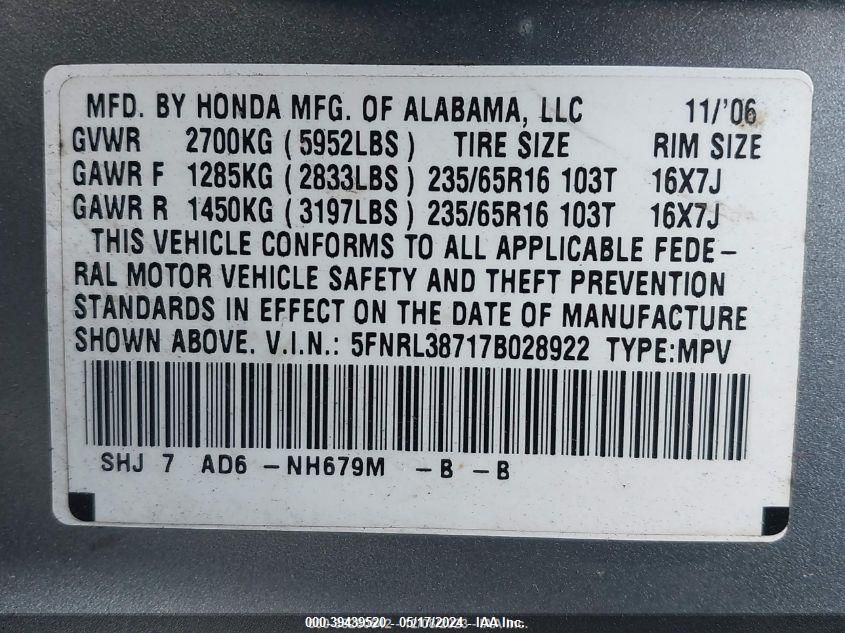 MFD. BY HONDA MFG. OF ALABAMA, LLC 11/'06
GVWR 2700KG (5952LBS) TIRE SIZE RIM SIZE
GAWR F 1285KG (2833LBS) 235/65R16 103T 16X7J
GAWR R 1450KG (3197LBS) 235/65R16 103T 16X7J
THIS VEHICLE CONFORMS TO ALL APPLICABLE FEDE-
RAL MOTOR VEHICLE SAFETY AND THEFT PREVENTION
STANDARDS IN EFFECT ON THE DATE OF MANUFACTURE
SHOWN ABOVE. V.I.N.: 5FNRL38717B028922 TYPE:MPV
SHJ 7 AD6 -NH679M -B -B
000-39439520 - 05/17/2024 - IAA Inc.